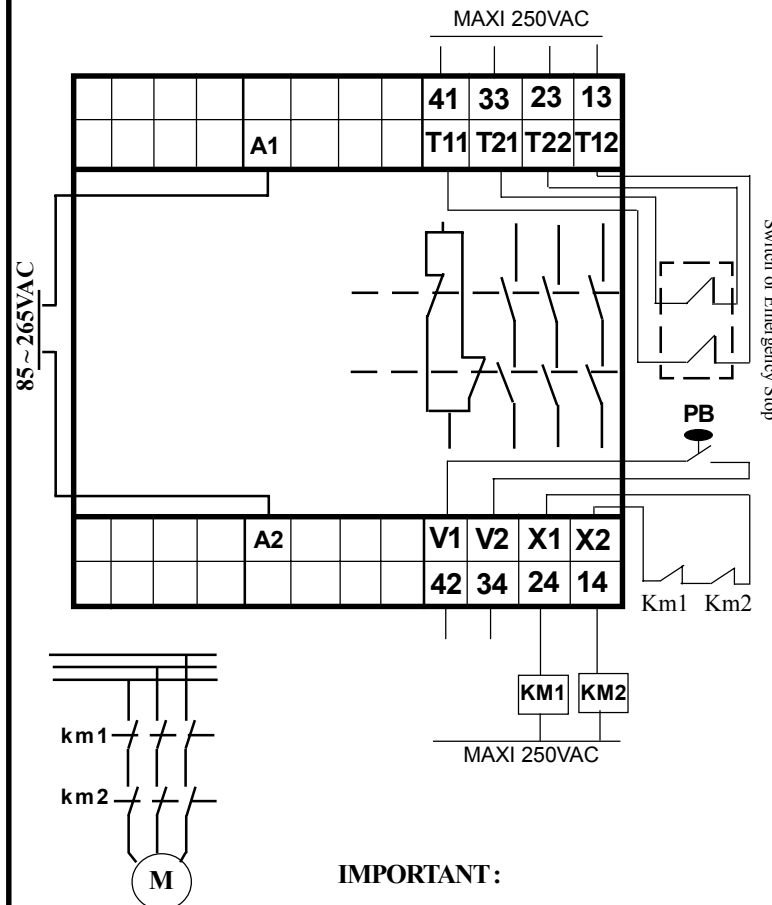 MAXI 250VAC
41 33 23 13
A1 T11 T21 T22 T12
85~265VAC
Switch of Emergency Stop
PB
A2 V1 V2 X1 X2
42 34 24 14
Km1 Km2
KM1 KM2
MAXI 250VAC
km1
km2
M
IMPORTANT :